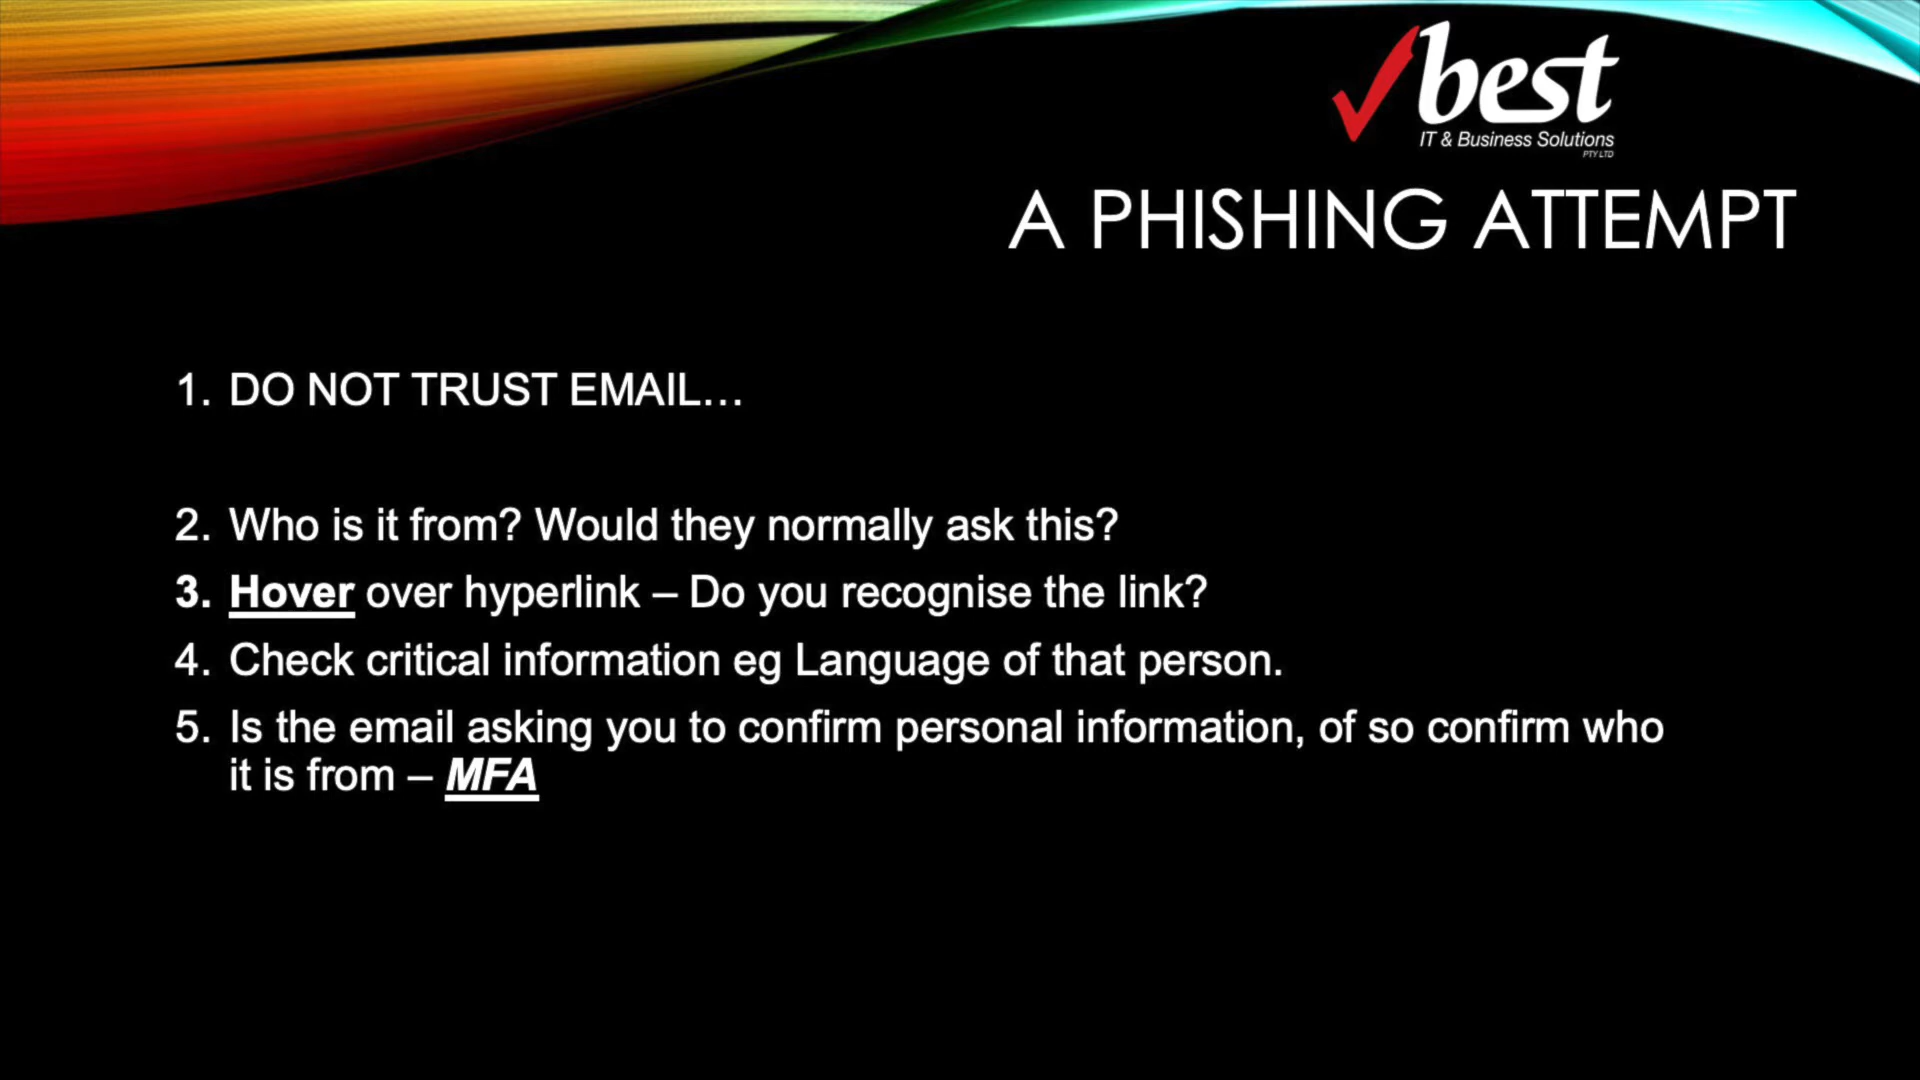 best
IT & Business Solutions
PTY LTD
A PHISHING ATTEMPT
1. DO NOT TRUST EMAIL…
2. Who is it from? Would they normally ask this?
3. Hover over hyperlink – Do you recognise the link?
4. Check critical information eg Language of that person.
5. Is the email asking you to confirm personal information, of so confirm who
it is from – MFA